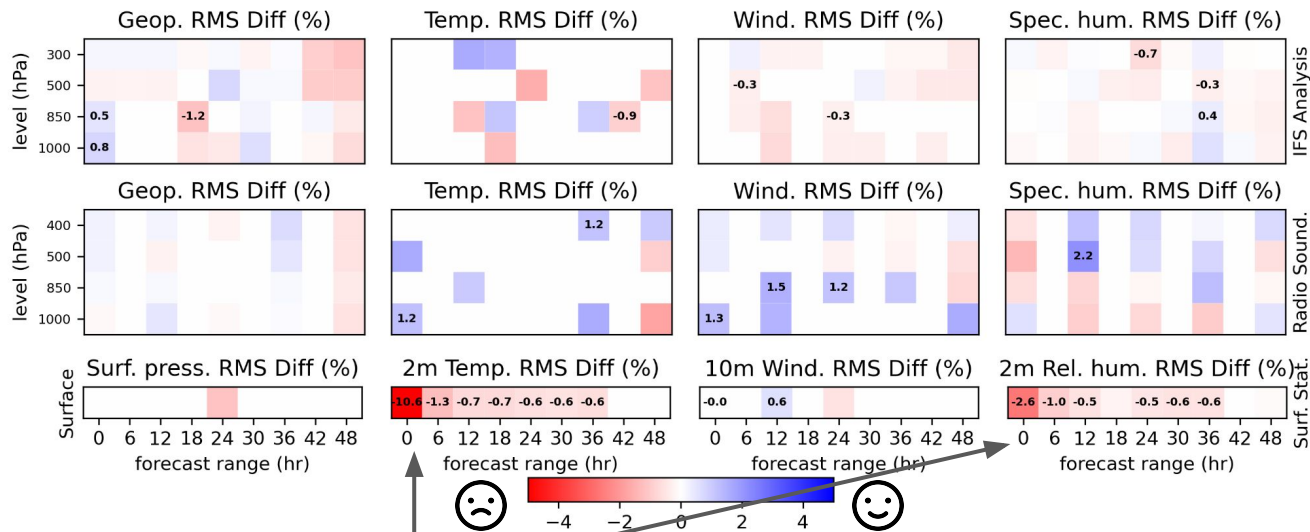 Geop. RMS Diff (%) Temp. RMS Diff (%) Wind. RMS Diff (%) Spec. hum. RMS Diff (%)
level (hPa)
300 -0.7
500 -0.3 -0.3
850 0.5 -1.2 -0.9 -0.3 0.4
1000 0.8
IFS Analysis
Geop. RMS Diff (%) Temp. RMS Diff (%) Wind. RMS Diff (%) Spec. hum. RMS Diff (%)
level (hPa)
400 1.2
500 2.2
850 1.5 1.2
1000 1.2 1.3
Radio Sound.
Surf. press. RMS Diff (%) 2m Temp. RMS Diff (%) 10m Wind. RMS Diff (%) 2m Rel. hum. RMS Diff (%)
Surface
-10.6 -1.3 -0.7 -0.7 -0.6 -0.6 -0.6 -0.0 0.6 -2.6 -1.0 -0.5 -0.5 -0.6 -0.6
Surf. Stat.
0 6 12 18 24 30 36 42 48 0 6 12 18 24 30 36 42 48 0 6 12 18 24 30 36 42 48 0 6 12 18 24 30 36 42 48
forecast range (hr) forecast range (hr) forecast range (hr) forecast range (hr)
−4 −2 0 2 4